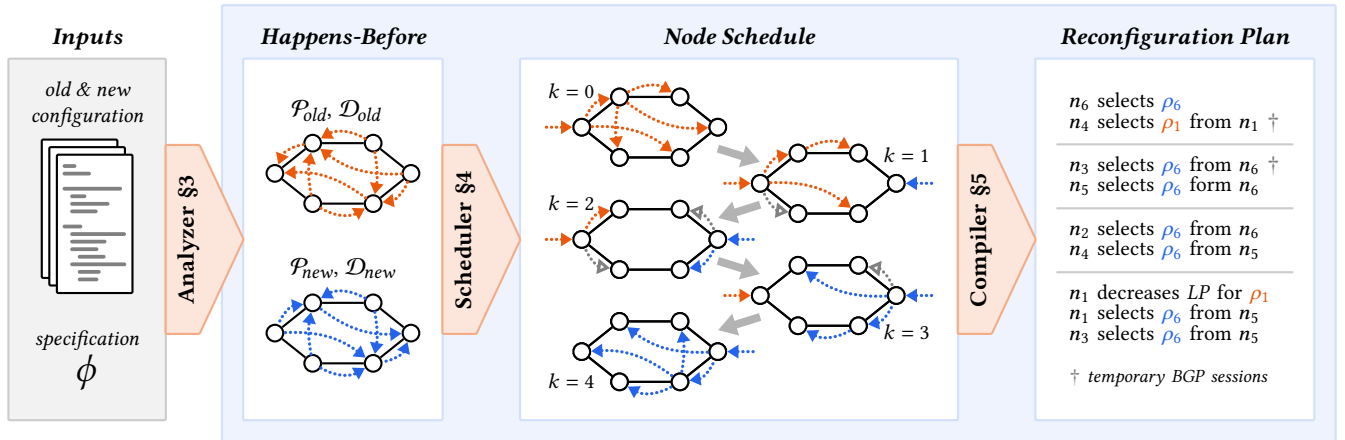 Inputs
old & new
configuration
specification
ϕ
Analyzer §3
Happens-Before
𝒫old, 𝒟old
𝒫new, 𝒟new
Scheduler §4
Node Schedule
k = 0
k = 1
k = 2
k = 3
k = 4
Compiler §5
Reconfiguration Plan
n6 selects ρ6
n4 selects ρ1 from n1 †
n3 selects ρ6 from n6 †
n5 selects ρ6 form n6
n2 selects ρ6 from n6
n4 selects ρ6 from n5
n1 decreases LP for ρ1
n1 selects ρ6 from n5
n3 selects ρ6 from n5
† temporary BGP sessions